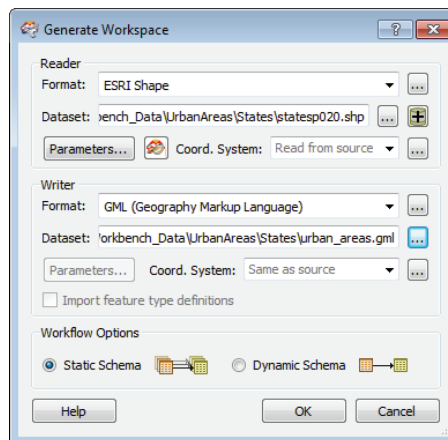 Generate Workspace
Reader
Format: ESRI Shape ...
Dataset: bench_Data\UrbanAreas\States\statesp020.shp ...
Parameters... Coord. System: Read from source ...
Writer
Format: GML (Geography Markup Language) ...
Dataset: orkbench_Data\UrbanAreas\States\urban_areas.gml ...
Parameters... Coord. System: Same as source ...
Import feature type definitions
Workflow Options
Static Schema Dynamic Schema
Help OK Cancel